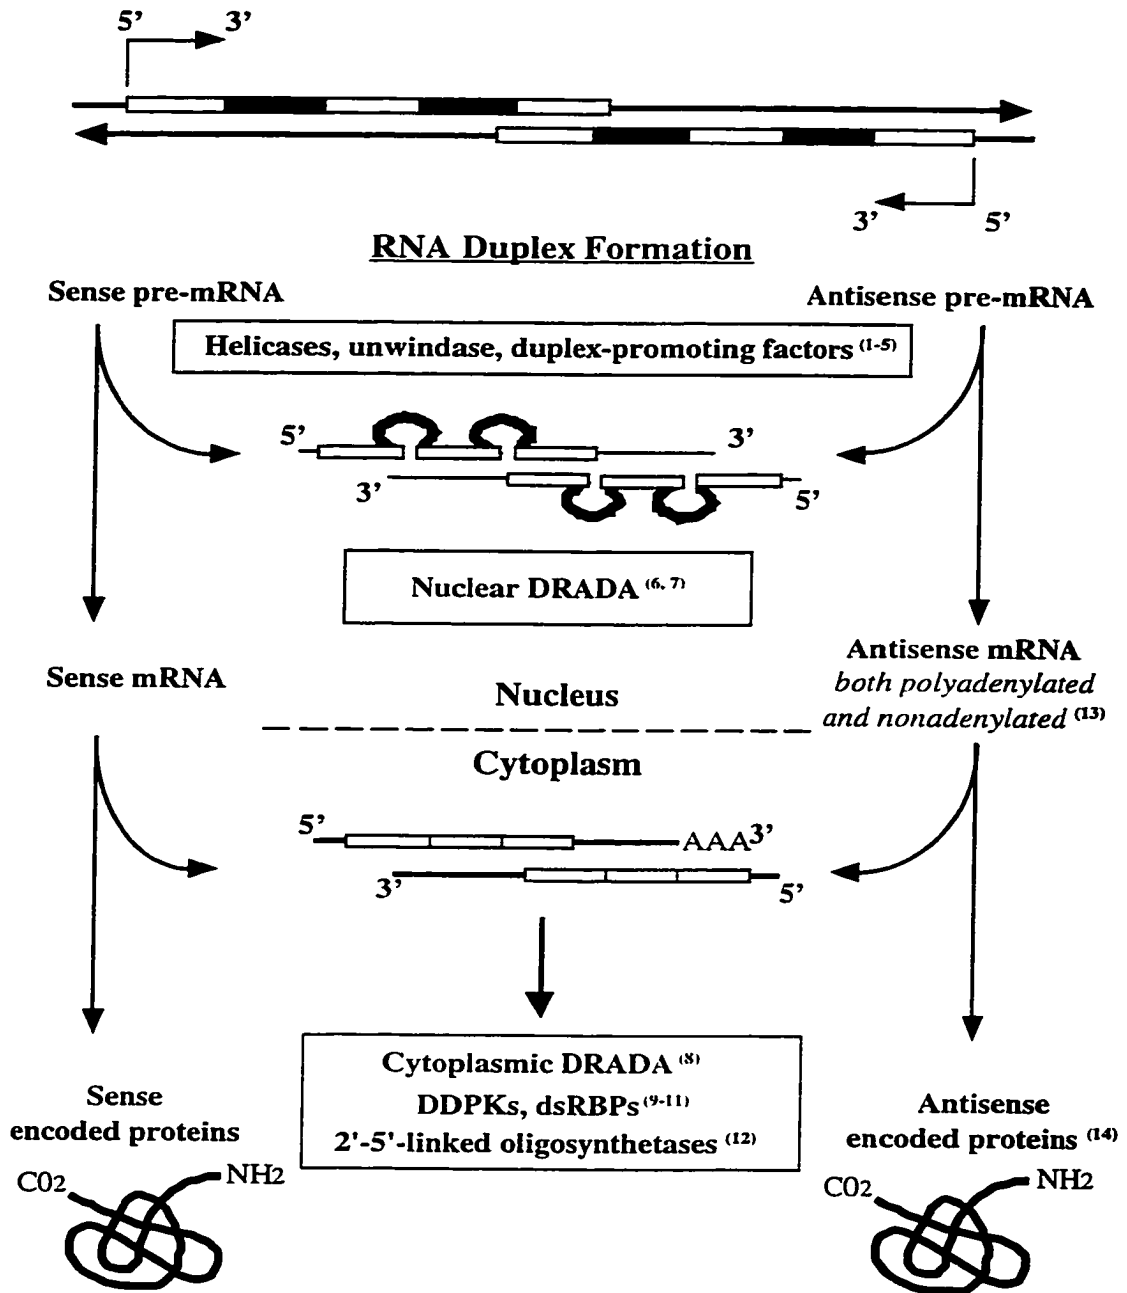 5’ 3’
3’ 5’
RNA Duplex Formation
Sense pre-mRNA
Antisense pre-mRNA
Helicases, unwindase, duplex-promoting factors (1-5)
5’ 3’
3’ 5’
Nuclear DRADA (6, 7)
Sense mRNA
Antisense mRNA
both polyadenylated
and nonadenylated (13)
Nucleus
Cytoplasm
5’ AAA3’
3’ 5’
Cytoplasmic DRADA (8)
DDPKs, dsRBPs (9-11)
2'-5'-linked oligosynthetases (12)
Sense
encoded proteins
Antisense
encoded proteins (14)
CO2 NH2
CO2 NH2